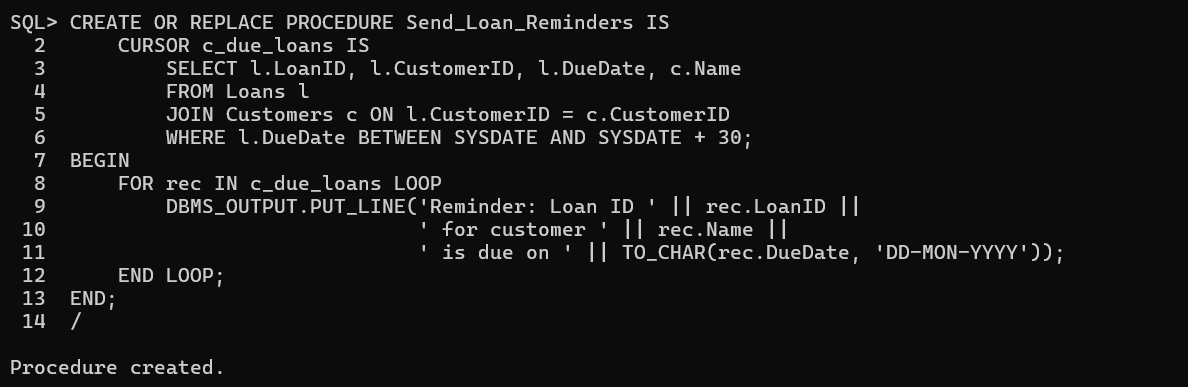 SQL> CREATE OR REPLACE PROCEDURE Send_Loan_Reminders IS
  2      CURSOR c_due_loans IS
  3          SELECT l.LoanID, l.CustomerID, l.DueDate, c.Name
  4          FROM Loans l
  5          JOIN Customers c ON l.CustomerID = c.CustomerID
  6          WHERE l.DueDate BETWEEN SYSDATE AND SYSDATE + 30;
  7  BEGIN
  8      FOR rec IN c_due_loans LOOP
  9          DBMS_OUTPUT.PUT_LINE('Reminder: Loan ID ' || rec.LoanID ||
 10                               ' for customer ' || rec.Name ||
 11                               ' is due on ' || TO_CHAR(rec.DueDate, 'DD-MON-YYYY'));
 12      END LOOP;
 13  END;
 14  /
Procedure created.